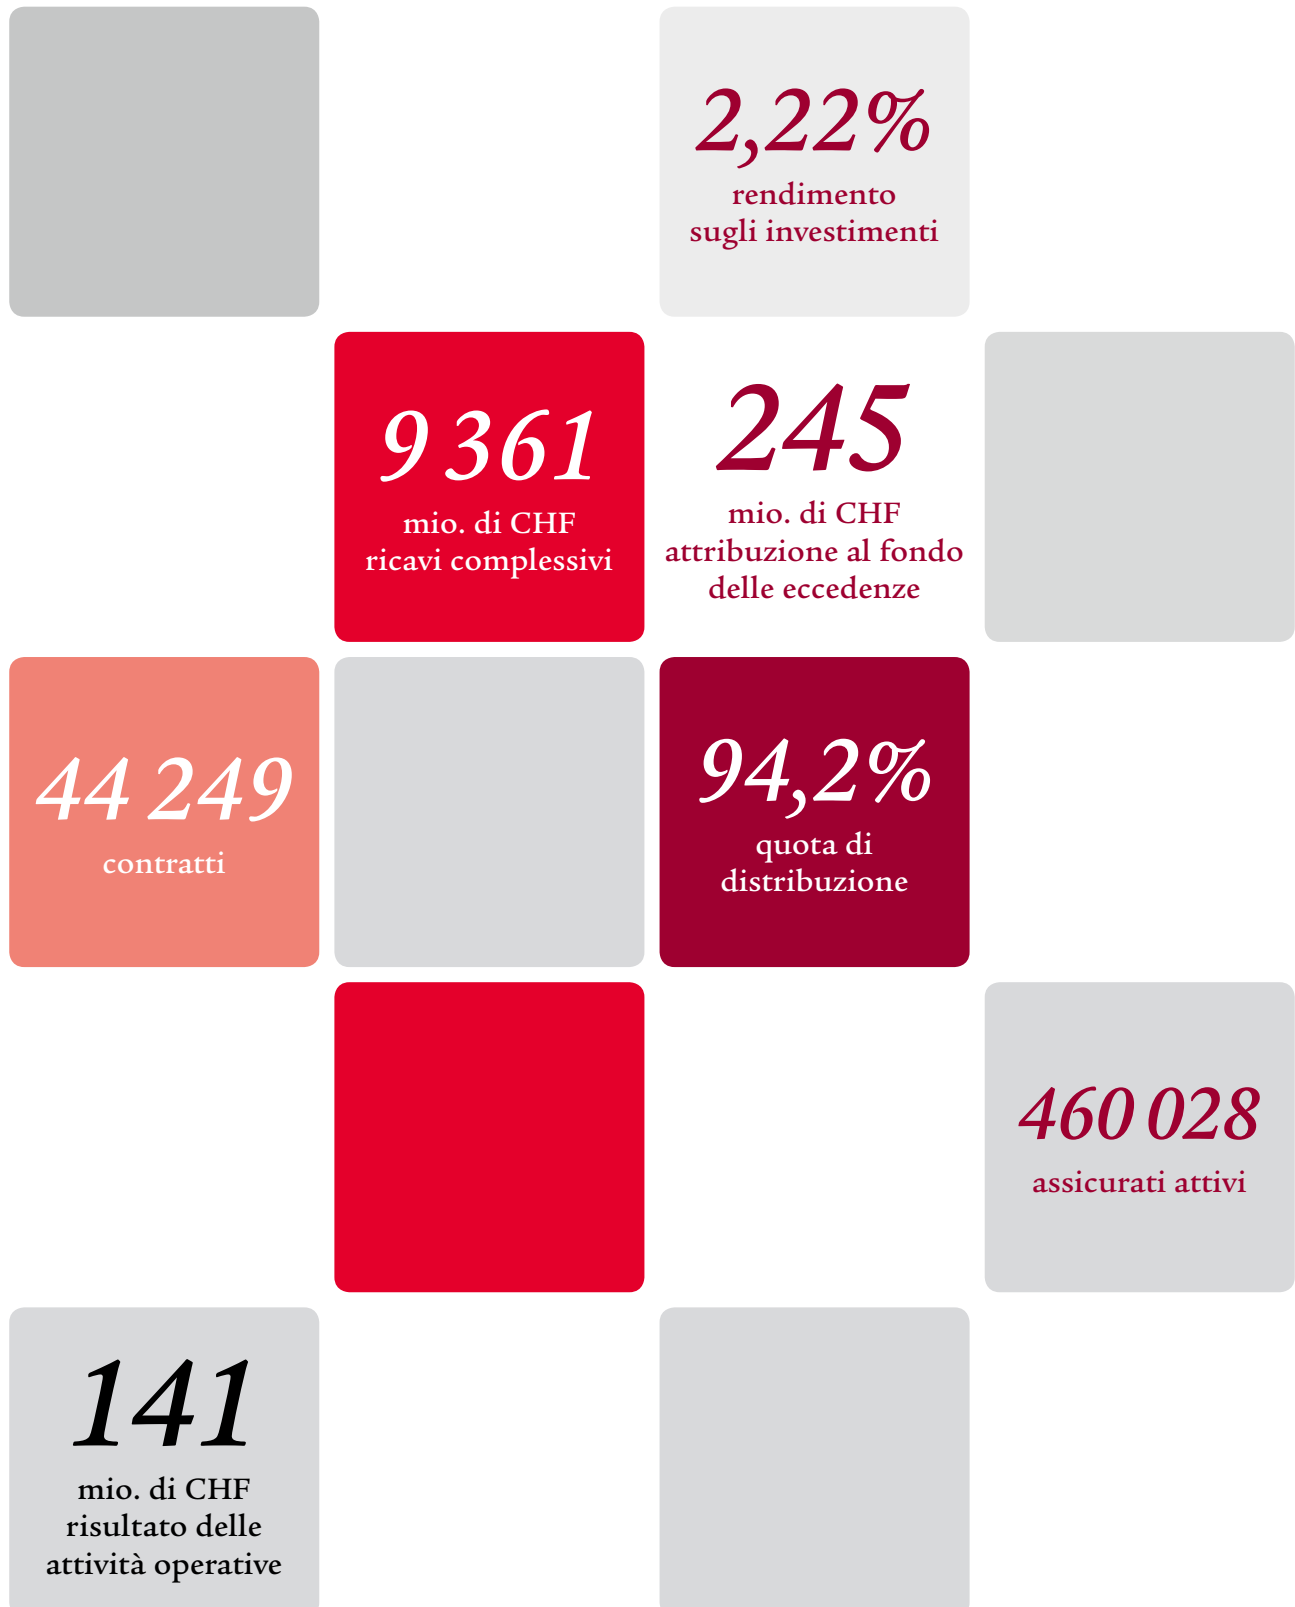 2,22%
rendimento
sugli investimenti
9 361
mio. di CHF
ricavi complessivi
245
mio. di CHF
attribuzione al fondo
delle eccedenze
44 249
contratti
94,2%
quota di
distribuzione
460 028
assicurati attivi
141
mio. di CHF
risultato delle
attività operative